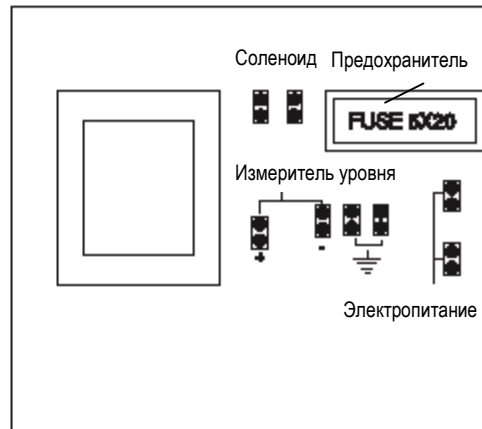 Соленоид Предохранитель
FUSE 5X20
Измеритель уровня
+ -
Электропитание